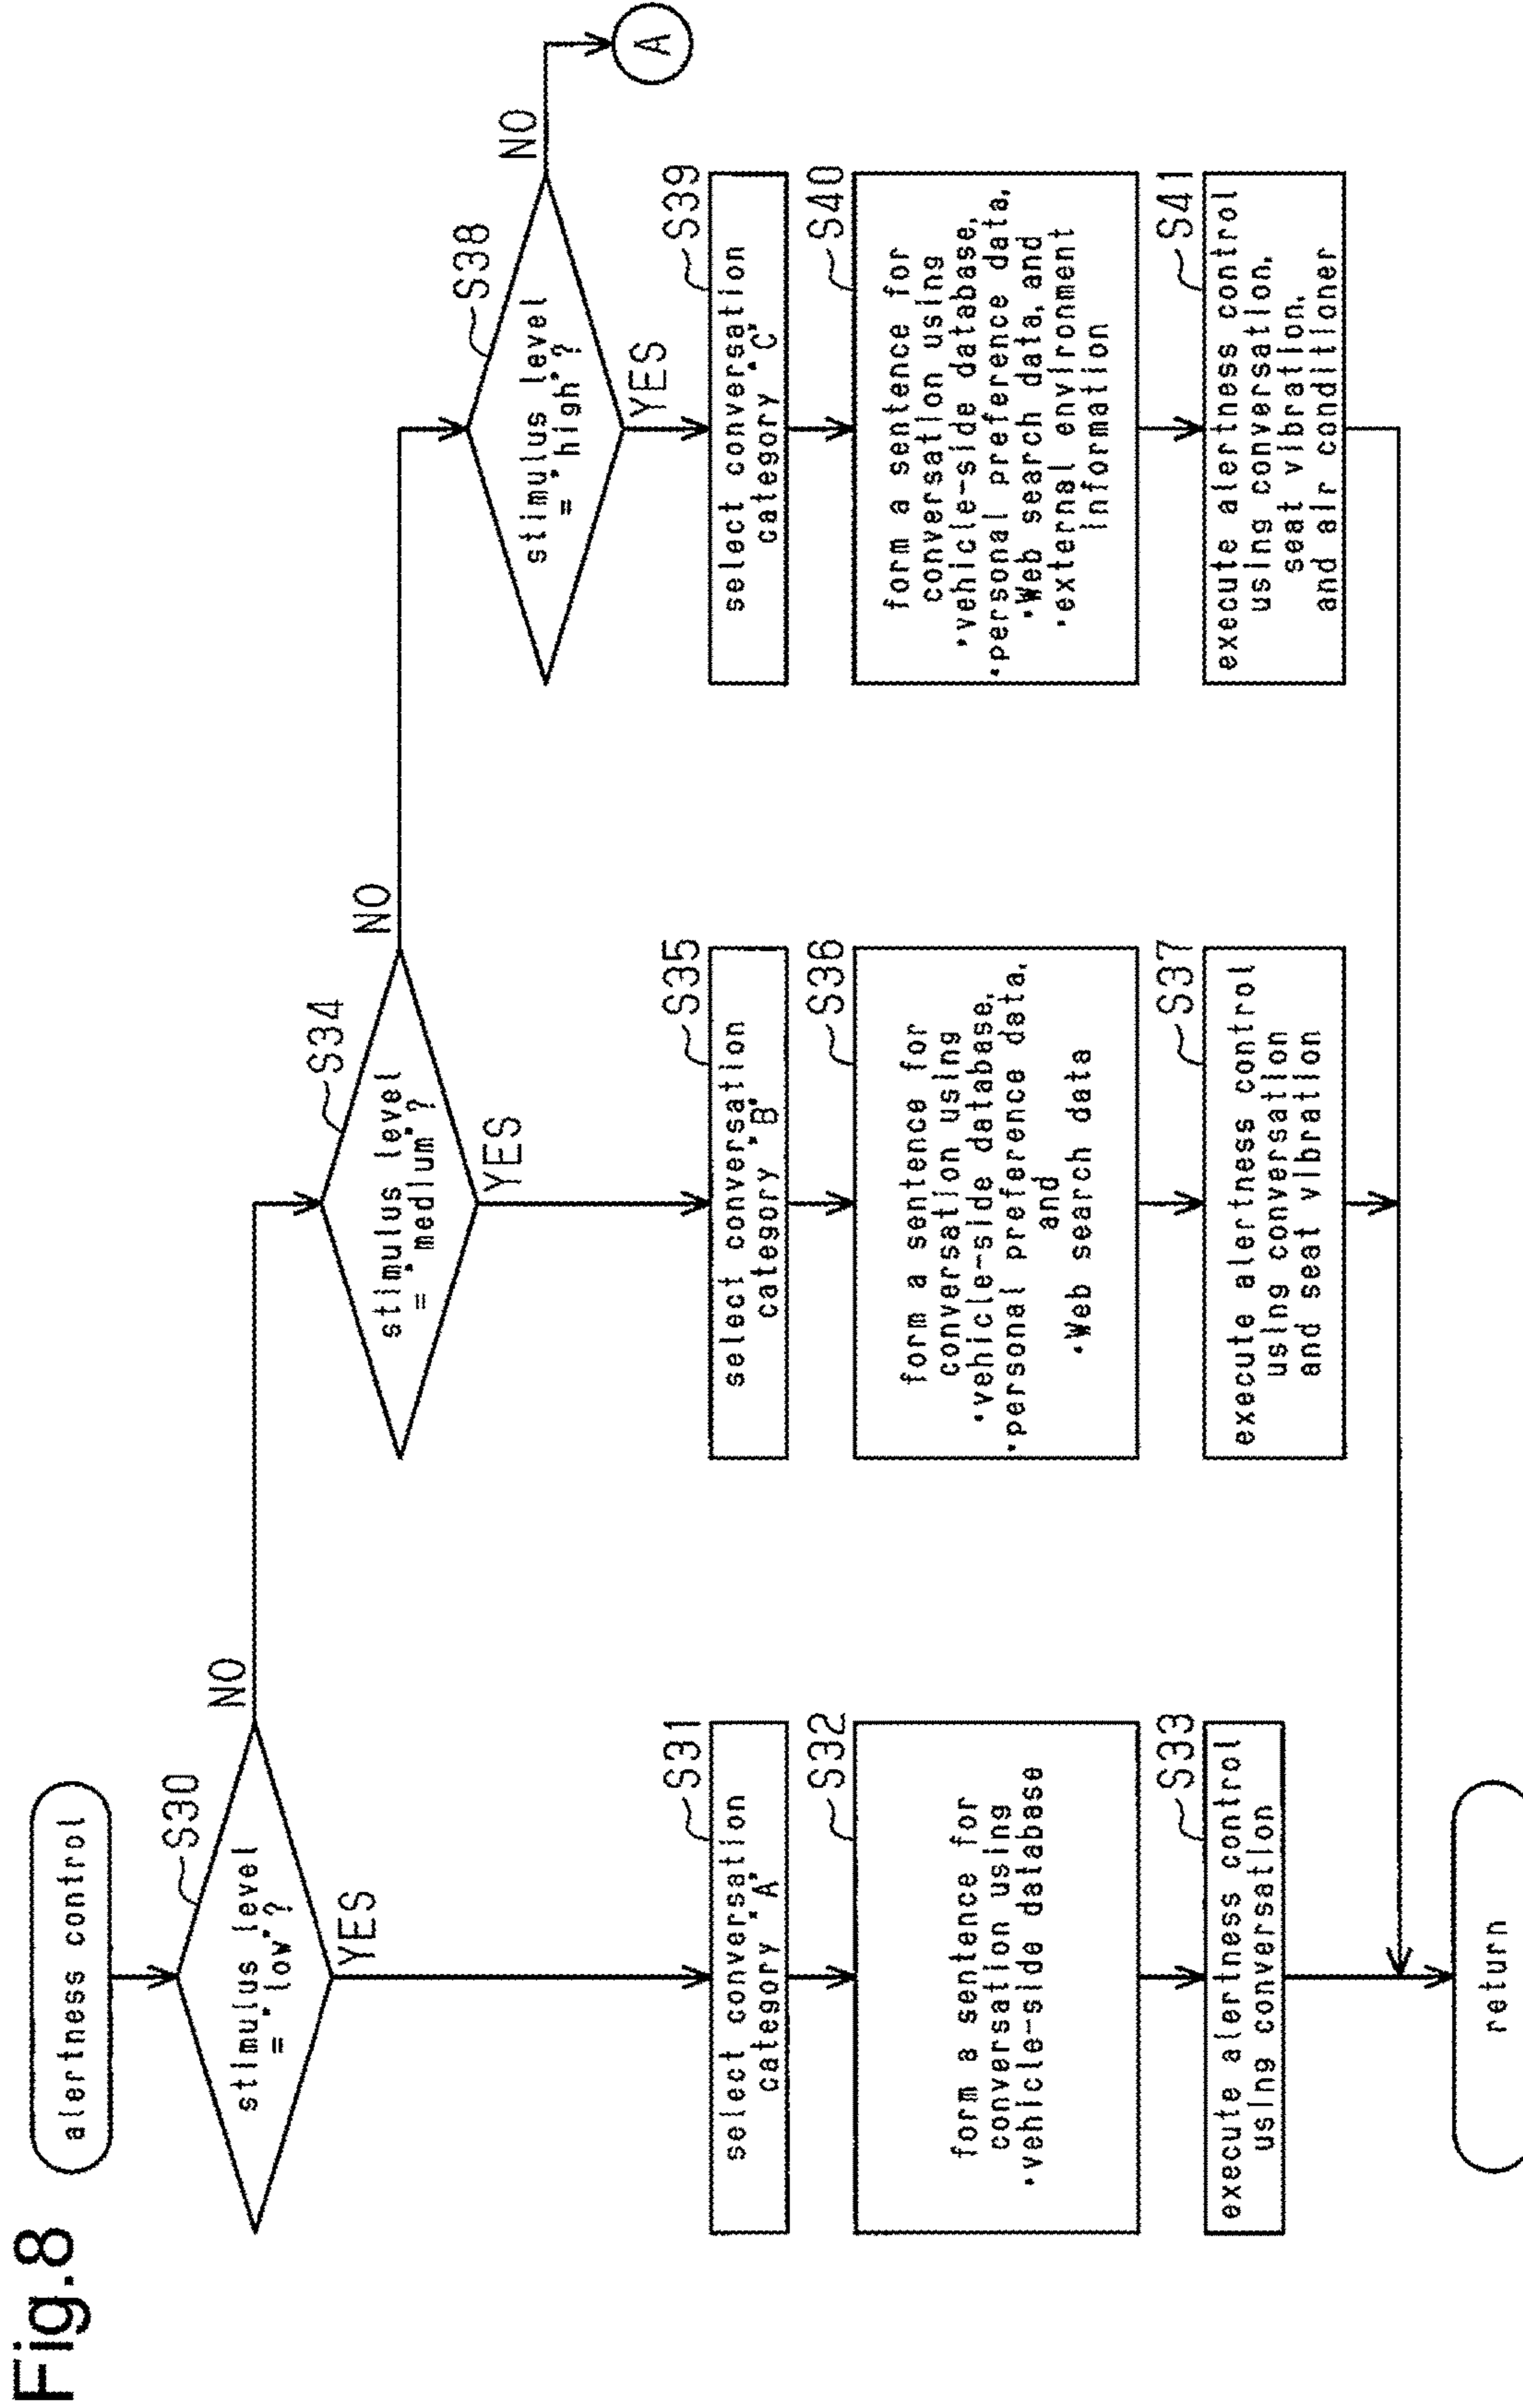 Fig.8
alertness control
S30
stimulus level
="low"?
NO
YES
S31
select conversation
category "A"
S32
form a sentence for
conversation using
•vehicle-side database
S33
execute alertness control
using conversation
S34
stimulus level
="medium"?
NO
YES
S35
select conversation
category "B"
S36
form a sentence for
conversation using
•vehicle-side database,
•personal preference data,
and
•Web search data
S37
execute alertness control
using conversation
and seat vibration
S38
stimulus level
="high"?
NO
A
YES
S39
select conversation
category "C"
S40
form a sentence for
conversation using
•vehicle-side database,
•personal preference data,
•Web search data, and
•external environment
information
S41
execute alertness control
using conversation,
seat vibration,
and air conditioner
return